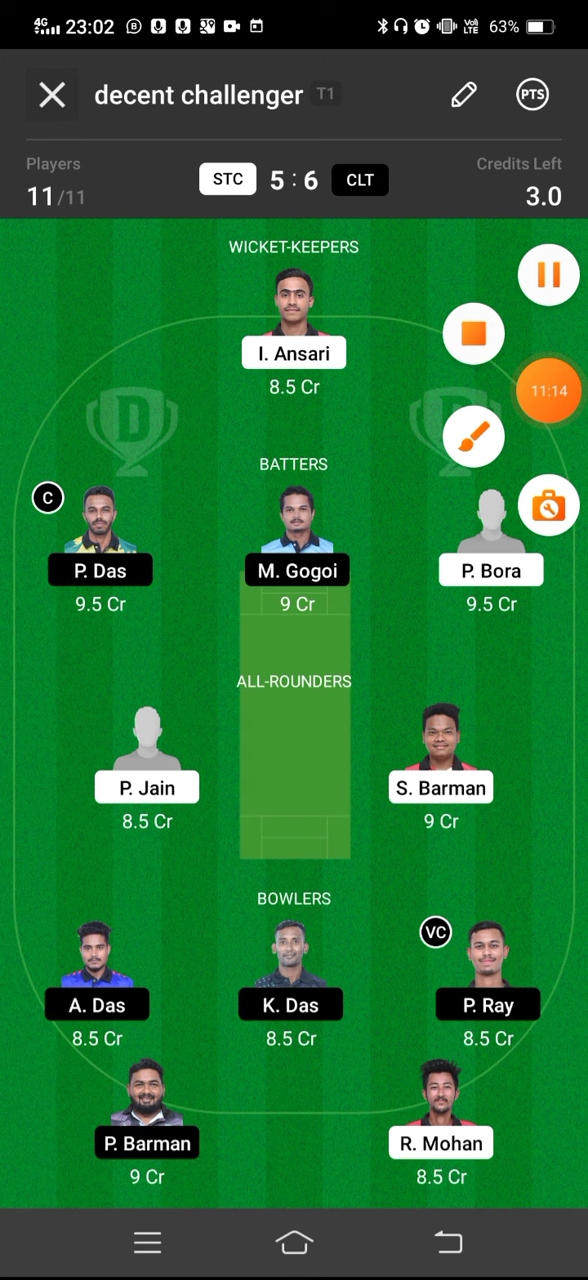 4G 23:02 63%
Vol LTE
decent challenger T1
PTS
Players
Credits Left
11/11
STC 5 : 6 CLT
3.0
WICKET-KEEPERS
I. Ansari
8.5 Cr
11:14
D
BATTERS
C
P. Das
M. Gogoi
P. Bora
9.5 Cr
9 Cr
9.5 Cr
ALL-ROUNDERS
P. Jain
S. Barman
8.5 Cr
9 Cr
BOWLERS
VC
A. Das
K. Das
P. Ray
8.5 Cr
8.5 Cr
8.5 Cr
P. Barman
R. Mohan
9 Cr
8.5 Cr